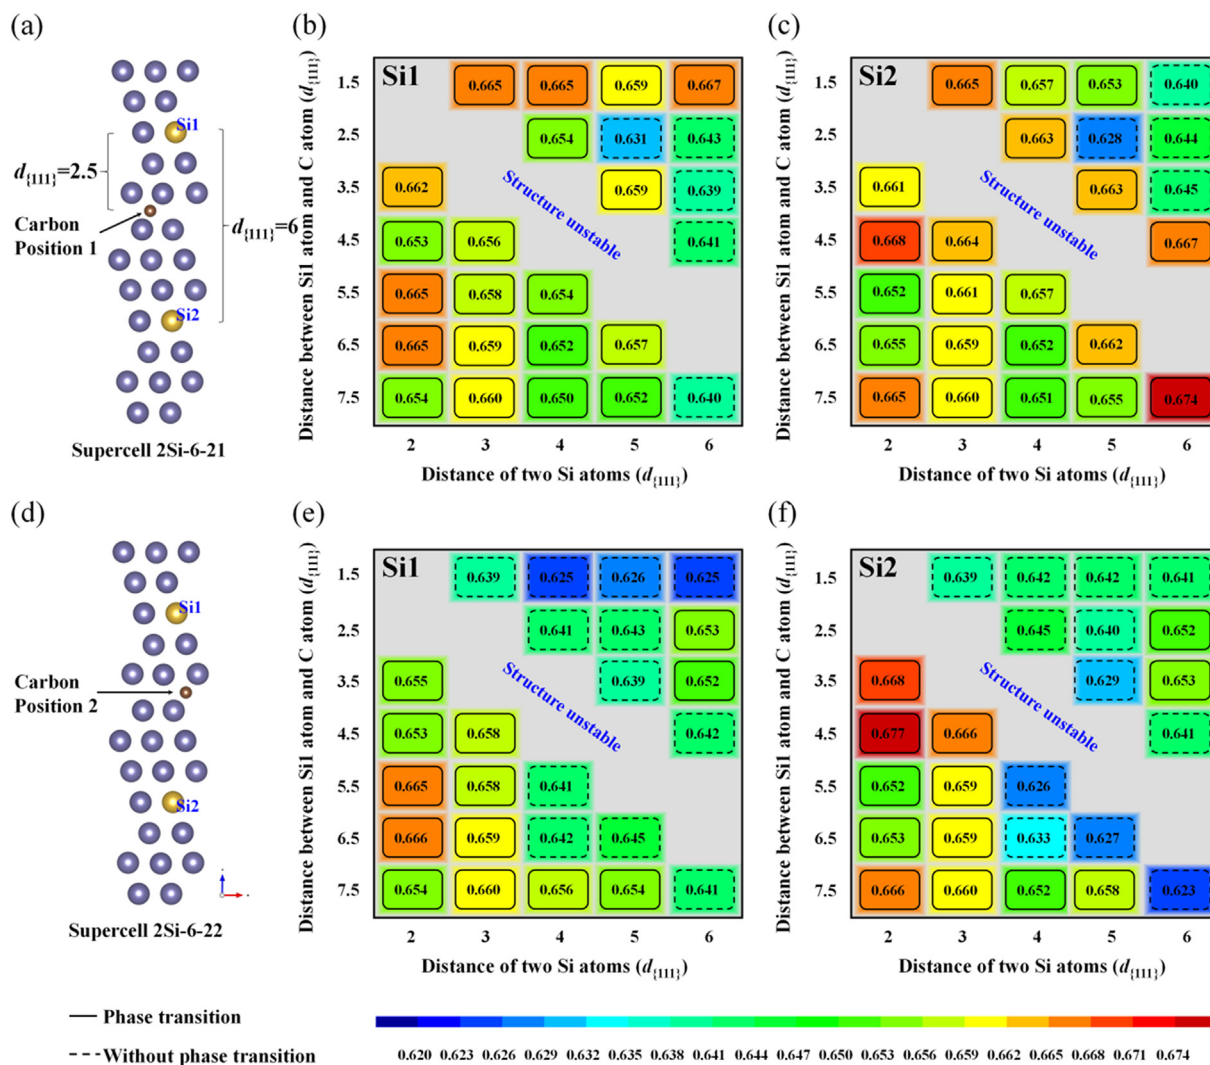 (a)
Si1
d{111}=2.5
Carbon
Position 1
d{111}=6
Si2
Supercell 2Si-6-21
(b)
Distance between Si1 atom and C atom (d{111})
Si1
1.5 0.665 0.665 0.659 0.667
2.5 0.654 0.631 0.643
3.5 0.662 0.659 0.639
4.5 0.653 0.656 0.641
5.5 0.665 0.658 0.654
6.5 0.665 0.659 0.652 0.657
7.5 0.654 0.660 0.650 0.652 0.640
Structure unstable
2 3 4 5 6
Distance of two Si atoms (d{111})
(c)
Distance between Si1 atom and C atom (d{111})
Si2
1.5 0.665 0.657 0.653 0.640
2.5 0.663 0.628 0.644
3.5 0.661 0.663 0.645
4.5 0.668 0.664 0.667
5.5 0.652 0.661 0.657
6.5 0.655 0.659 0.652 0.662
7.5 0.665 0.660 0.651 0.655 0.674
Structure unstable
2 3 4 5 6
Distance of two Si atoms (d{111})
(d)
Si1
Carbon
Position 2
Si2
Supercell 2Si-6-22
(e)
Distance between Si1 atom and C atom (d{111})
Si1
1.5 0.639 0.625 0.626 0.625
2.5 0.641 0.643 0.653
3.5 0.655 0.639 0.652
4.5 0.653 0.658 0.642
5.5 0.665 0.658 0.641
6.5 0.666 0.659 0.642 0.645
7.5 0.654 0.660 0.656 0.654 0.641
Structure unstable
2 3 4 5 6
Distance of two Si atoms (d{111})
(f)
Distance between Si1 atom and C atom (d{111})
Si2
1.5 0.639 0.642 0.642 0.641
2.5 0.645 0.640 0.652
3.5 0.668 0.629 0.653
4.5 0.677 0.666 0.641
5.5 0.652 0.659 0.626
6.5 0.653 0.659 0.633 0.627
7.5 0.666 0.660 0.652 0.658 0.623
Structure unstable
2 3 4 5 6
Distance of two Si atoms (d{111})
Phase transition
Without phase transition
0.620 0.623 0.626 0.629 0.632 0.635 0.638 0.641 0.644 0.647 0.650 0.653 0.656 0.659 0.662 0.665 0.668 0.671 0.674